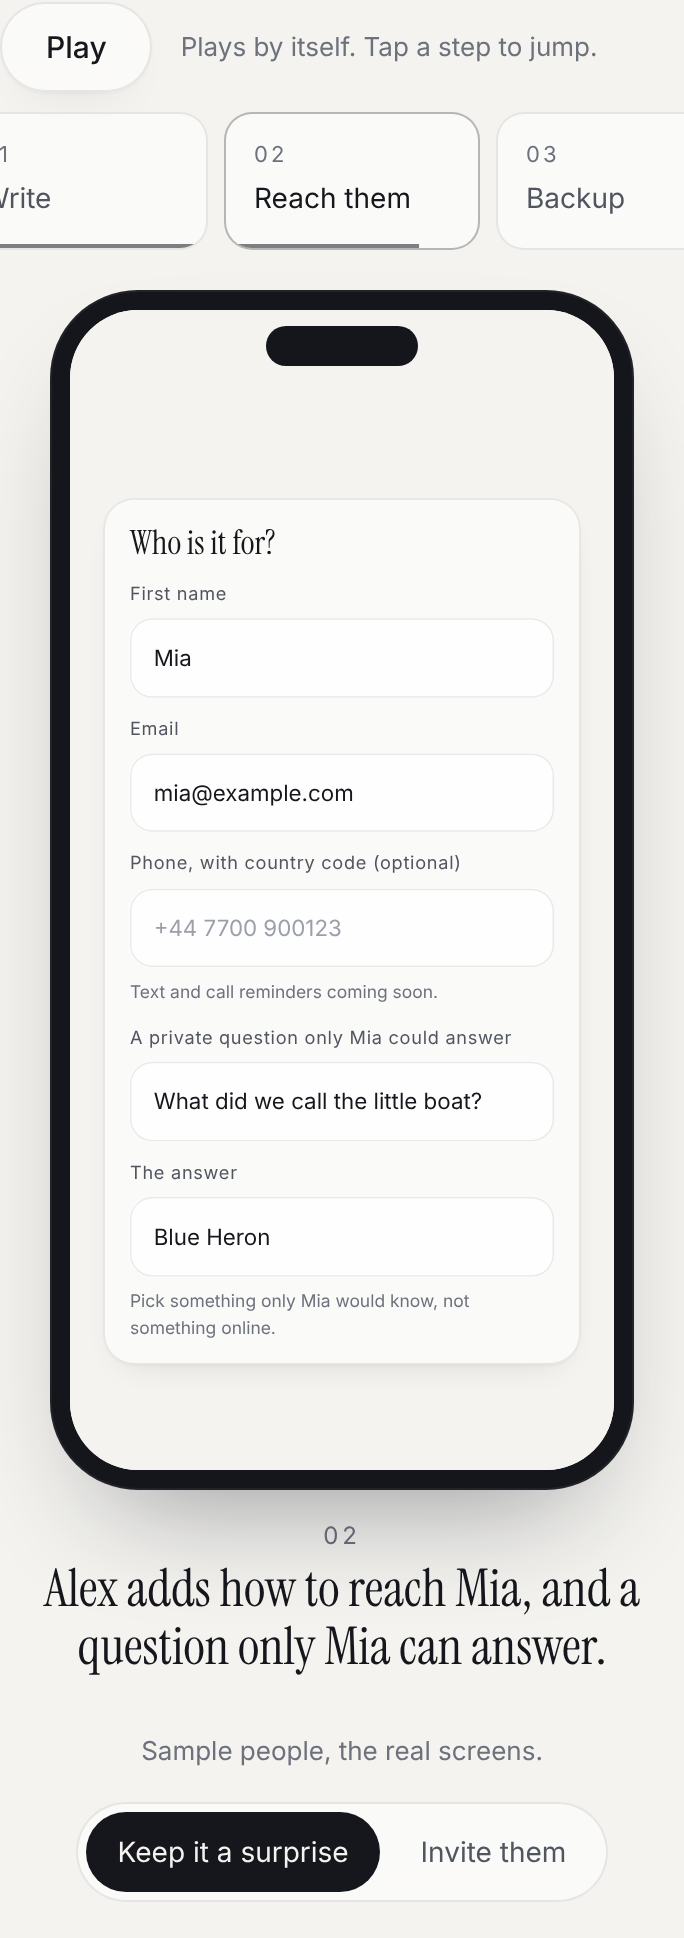 Play
Plays by itself. Tap a step to jump.
1
Write
02
Reach them
03
Backup
Who is it for?
First name
Mia
Email
mia@example.com
Phone, with country code (optional)
+44 7700 900123
Text and call reminders coming soon.
A private question only Mia could answer
What did we call the little boat?
The answer
Blue Heron
Pick something only Mia would know, not
something online.
02
Alex adds how to reach Mia, and a
question only Mia can answer.
Sample people, the real screens.
Keep it a surprise
Invite them